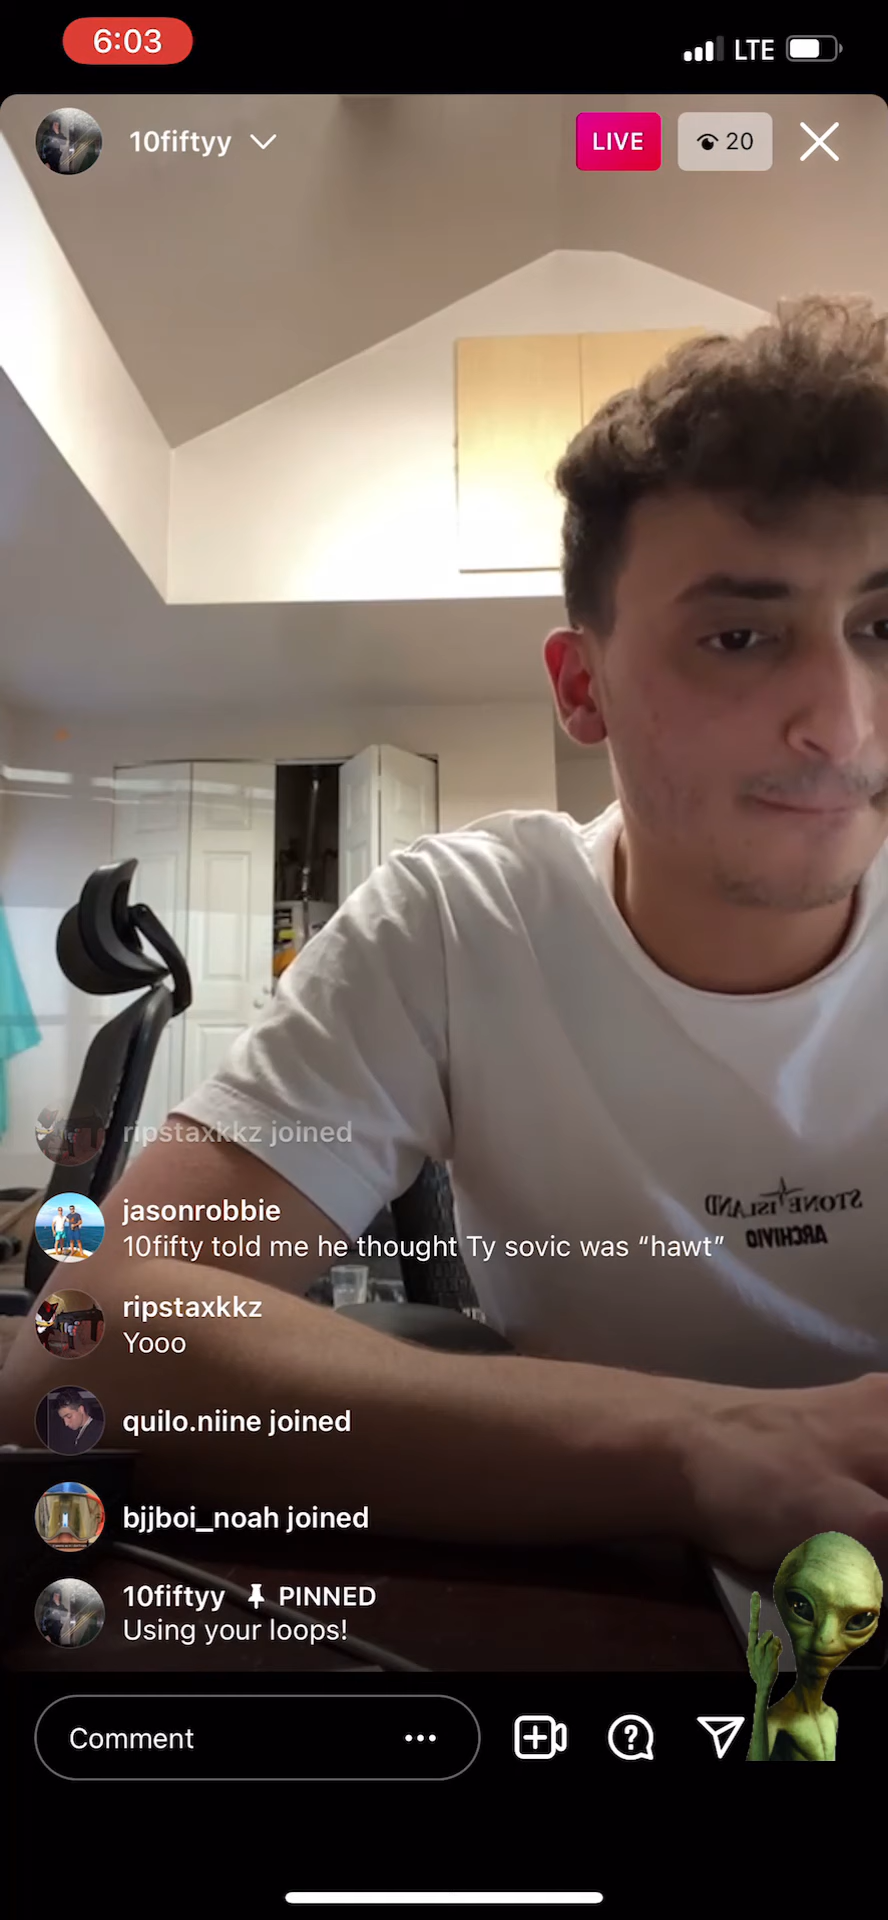 6:03
LTE
10fiftyy
LIVE
20
ripstaxkkz joined
jasonrobbie
10fifty told me he thought Ty sovic was “hawt”
STONE ISLAND
ARCHIVIO
ripstaxkkz
Yooo
quilo.niine joined
bjjboi_noah joined
10fiftyy PINNED
Using your loops!
Comment